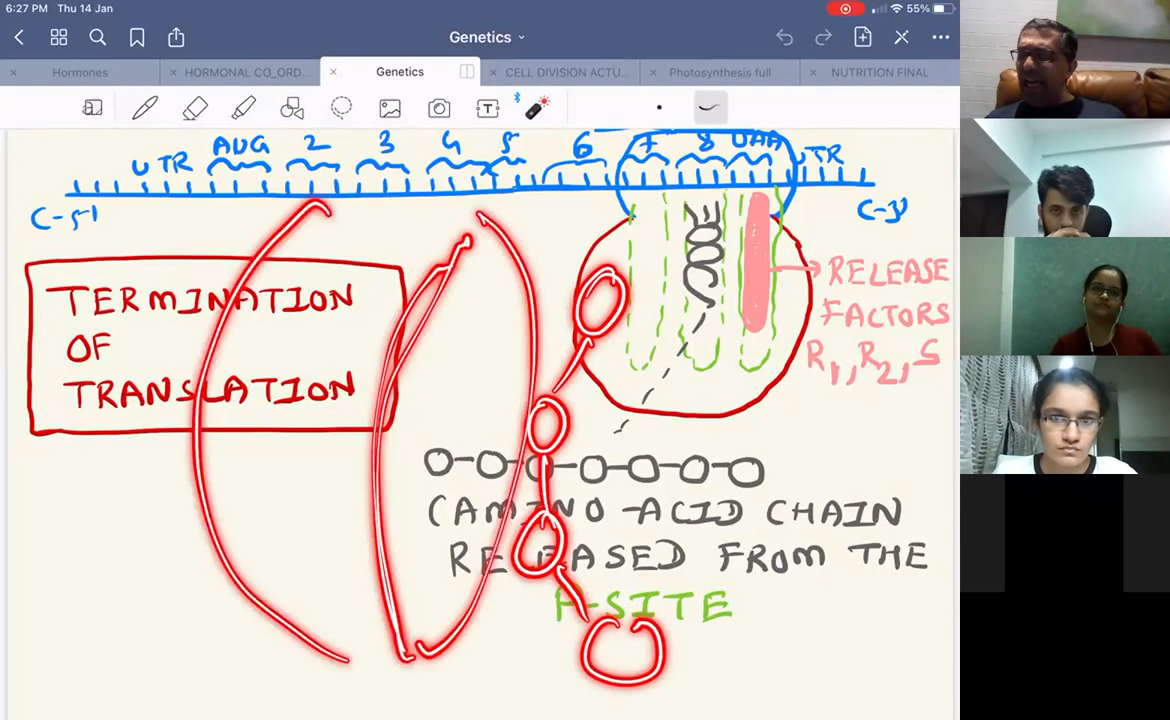 6:27 PM Thu 14 Jan
55%
Genetics
Hormones
HORMONAL CO_ORD...
Genetics
CELL DIVISION ACTU...
Photosynthesis full
NUTRITION FINAL
UTR AUG 2 3 4 5 6 7 8 UAA UTR
C-5'
C-3'
TERMINATION
OF
TRANSLATION
RELEASE
FACTORS
R1, R2, S
(AMINO-ACID CHAIN
RELEASED FROM THE
P-SITE